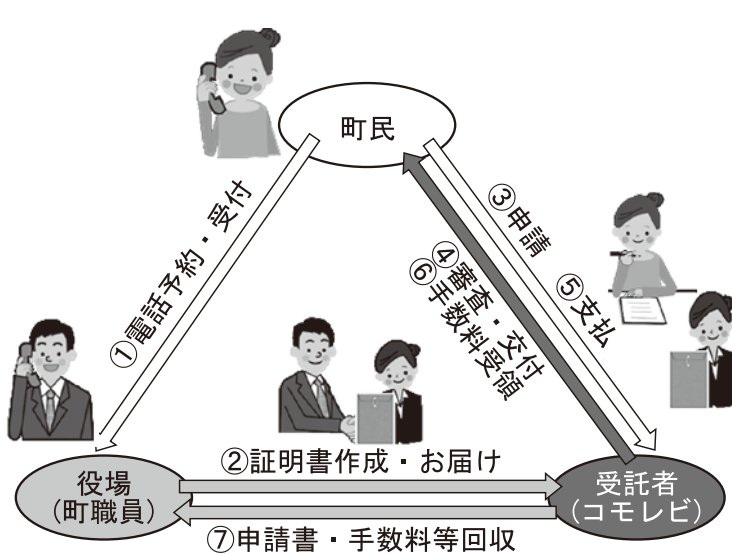 町民
①電話予約・受付
③申請
⑤支払
④審査・交付
⑥手数料受領
②証明書作成・お届け
役場
(町職員)
受託者
(コモレビ)
⑦申請書・手数料等回収